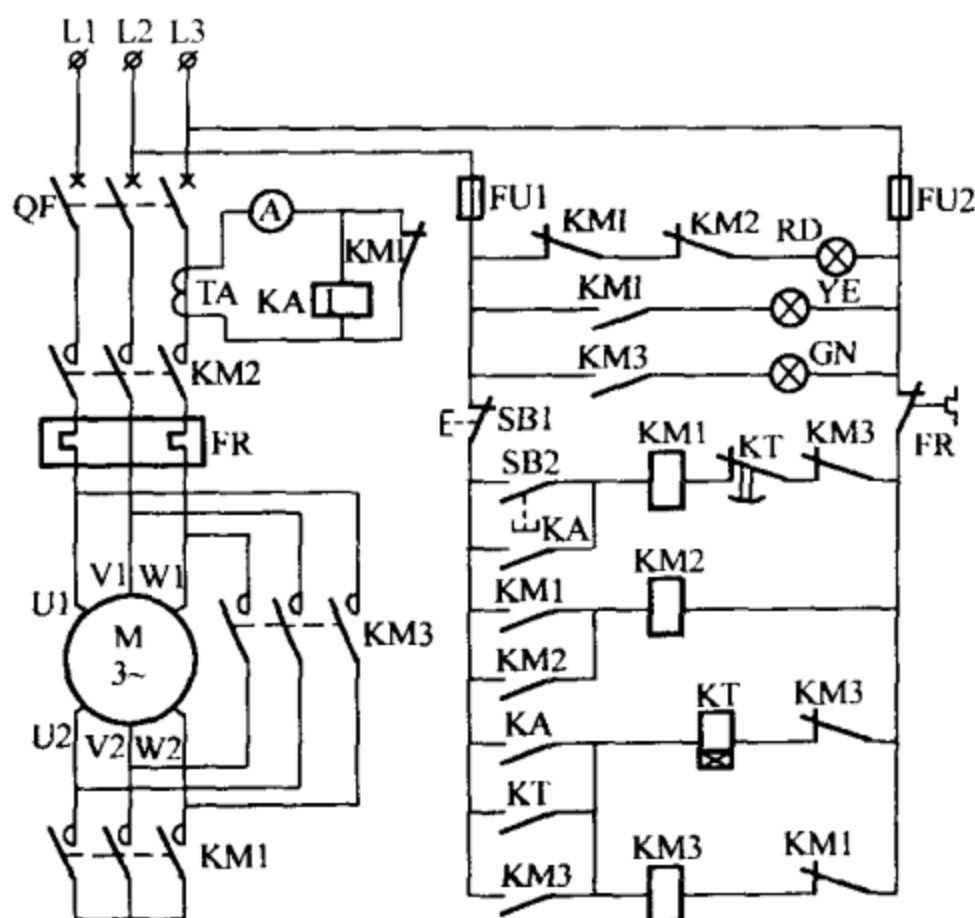 L1 L2 L3
QF
FU1
FU2
A
KM1
KM2
RD
KM1
TA
KA
I
KM1
YE
KM2
KM3
GN
FR
SB1
FR
SB2
KM1
KT
KM3
KA
V1 W1
U1
KM1
KM2
M
3~
KM3
KM2
U2
V2 W2
KA
KT
KM3
KT
KM1
KM3
KM3
KM1